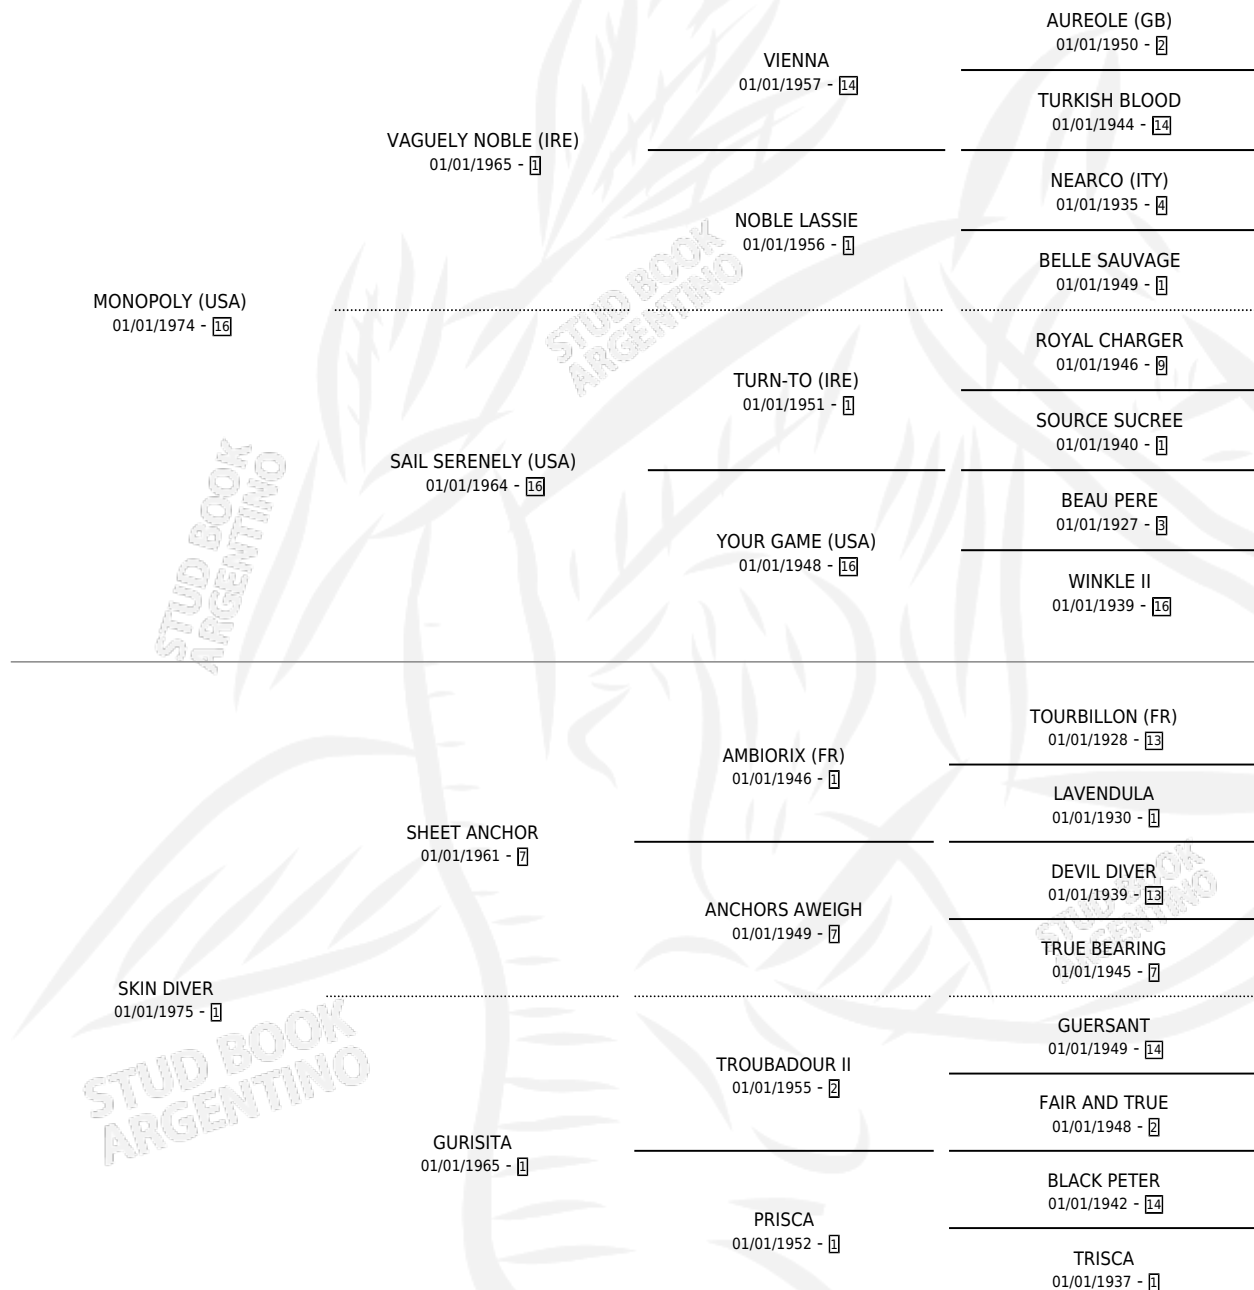 AUREOLE (GB)
01/01/1950 - 2
VIENNA
01/01/1957 - 14
TURKISH BLOOD
01/01/1944 - 14
VAGUELY NOBLE (IRE)
01/01/1965 - 1
NEARCO (ITY)
01/01/1935 - 4
NOBLE LASSIE
01/01/1956 - 1
BELLE SAUVAGE
01/01/1949 - 1
MONOPOLY (USA)
01/01/1974 - 16
ROYAL CHARGER
01/01/1946 - 9
TURN-TO (IRE)
01/01/1951 - 1
SOURCE SUCREE
01/01/1940 - 1
SAIL SERENELY (USA)
01/01/1964 - 16
BEAU PERE
01/01/1927 - 3
YOUR GAME (USA)
01/01/1948 - 16
WINKLE II
01/01/1939 - 16
TOURBILLON (FR)
01/01/1928 - 13
AMBIORIX (FR)
01/01/1946 - 1
LAVENDULA
01/01/1930 - 1
SHEET ANCHOR
01/01/1961 - 7
DEVIL DIVER
01/01/1939 - 13
ANCHORS AWEIGH
01/01/1949 - 7
TRUE BEARING
01/01/1945 - 7
SKIN DIVER
01/01/1975 - 1
GUERSANT
01/01/1949 - 14
TROUBADOUR II
01/01/1955 - 2
FAIR AND TRUE
01/01/1948 - 2
GURISITA
01/01/1965 - 1
BLACK PETER
01/01/1942 - 14
PRISCA
01/01/1952 - 1
TRISCA
01/01/1937 - 1
STUD BOOK
ARGENTINO
STUD BOOK
ARGENTINO
STUD BOOK
ARGENTINO
STUD BOOK
ARGENTINO